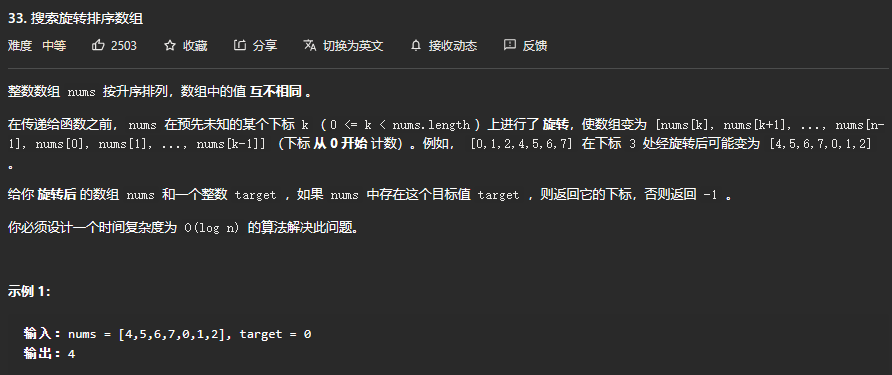 33. 搜索旋转排序数组
难度 中等 2503 收藏 分享 切换为英文 接收动态 反馈
整数数组 nums 按升序排列，数组中的值 互不相同 。
在传递给函数之前， nums 在预先未知的某个下标 k （ 0 <= k < nums.length ）上进行了 旋转，使数组变为 [nums[k], nums[k+1], ..., nums[n-
1], nums[0], nums[1], ..., nums[k-1]] （下标 从 0 开始 计数）。例如， [0,1,2,4,5,6,7] 在下标 3 处经旋转后可能变为 [4,5,6,7,0,1,2]
。
给你 旋转后 的数组 nums 和一个整数 target ，如果 nums 中存在这个目标值 target ，则返回它的下标，否则返回 -1 。
你必须设计一个时间复杂度为 O(log n) 的算法解决此问题。
示例 1：
输入：nums = [4,5,6,7,0,1,2], target = 0
输出：4